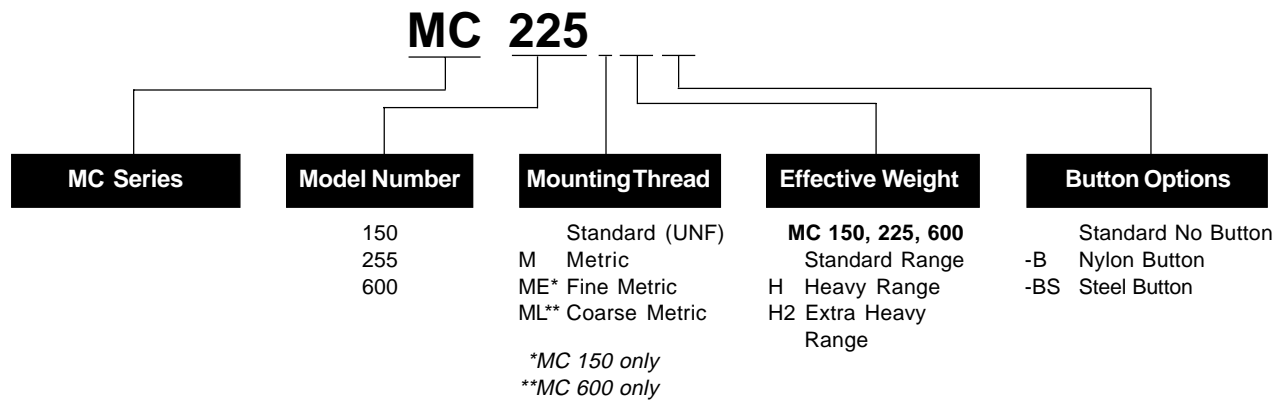 MC 225
MC Series
Model Number
150
255
600
Mounting Thread
Standard (UNF)
M Metric
ME* Fine Metric
ML** Coarse Metric
*MC 150 only
**MC 600 only
Effective Weight
MC 150, 225, 600
Standard Range
H Heavy Range
H2 Extra Heavy
Range
Button Options
Standard No Button
-B Nylon Button
-BS Steel Button